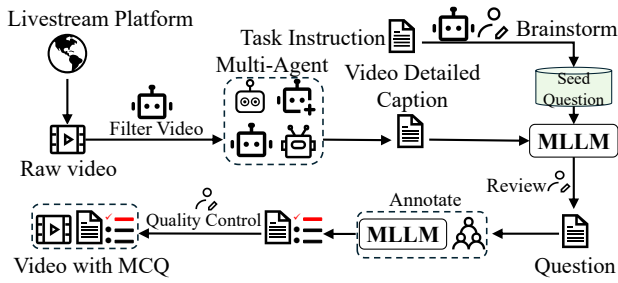 Livestream Platform
Task Instruction
Brainstorm
Multi-Agent
Video Detailed
Caption
Seed
Question
Filter Video
MLLM
Raw video
Review
Annotate
Quality Control
MLLM
Video with MCQ
Question